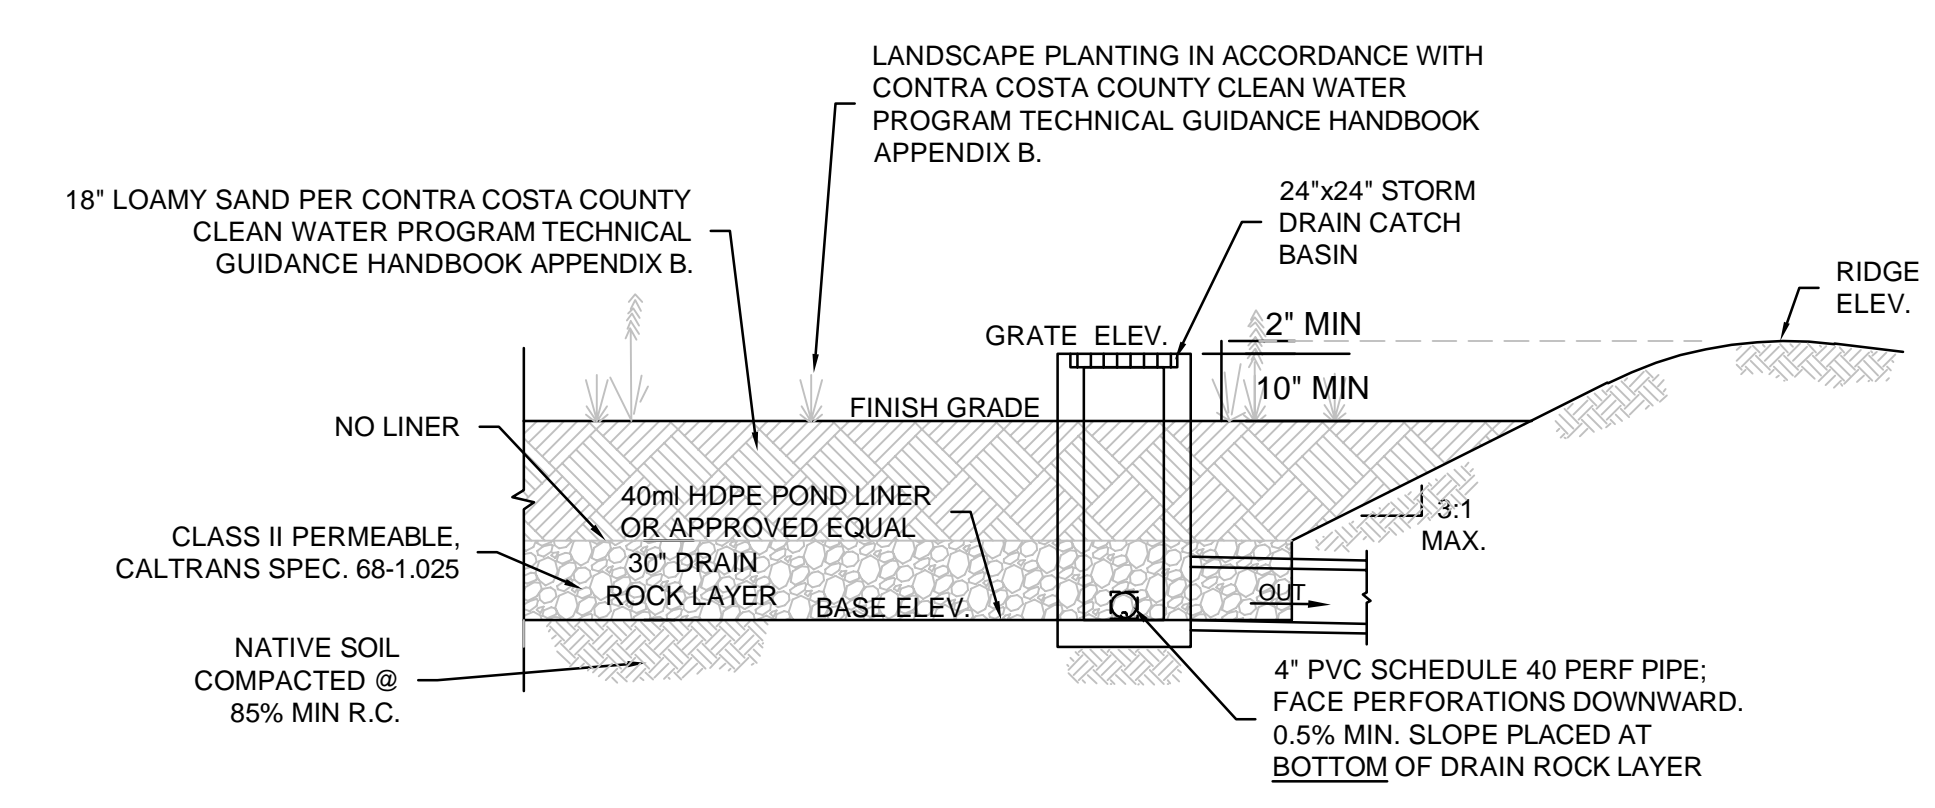 LANDSCAPE PLANTING IN ACCORDANCE WITH
CONTRA COSTA COUNTY CLEAN WATER
PROGRAM TECHNICAL GUIDANCE HANDBOOK
APPENDIX B.
18" LOAMY SAND PER CONTRA COSTA COUNTY
CLEAN WATER PROGRAM TECHNICAL
GUIDANCE HANDBOOK APPENDIX B.
24"x24" STORM
DRAIN CATCH
BASIN
RIDGE
ELEV.
GRATE ELEV.
2" MIN
10" MIN
FINISH GRADE
NO LINER
40ml HDPE POND LINER
OR APPROVED EQUAL
3:1
MAX.
CLASS II PERMEABLE,
CALTRANS SPEC. 68-1.025
30" DRAIN
ROCK LAYER
BASE ELEV.
OUT
NATIVE SOIL
COMPACTED @
85% MIN R.C.
4" PVC SCHEDULE 40 PERF PIPE;
FACE PERFORATIONS DOWNWARD.
0.5% MIN. SLOPE PLACED AT
BOTTOM OF DRAIN ROCK LAYER